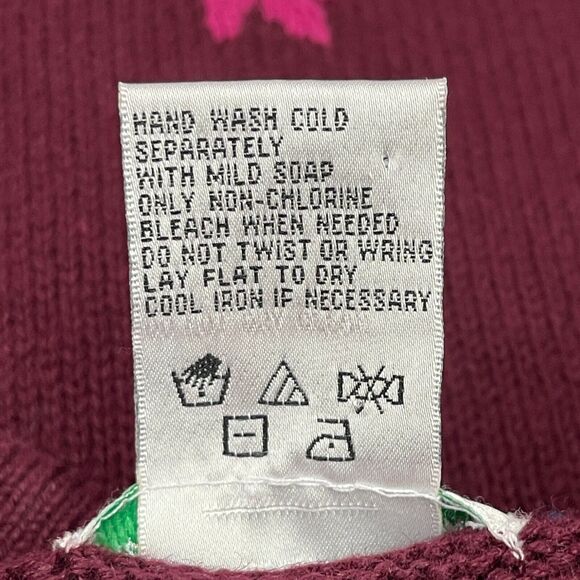 HAND WASH COLD
SEPARATELY
WITH MILD SOAP
ONLY NON-CHLORINE
BLEACH WHEN NEEDED
DO NOT TWIST OR WRING
LAY FLAT TO DRY
COOL IRON IF NECESSARY